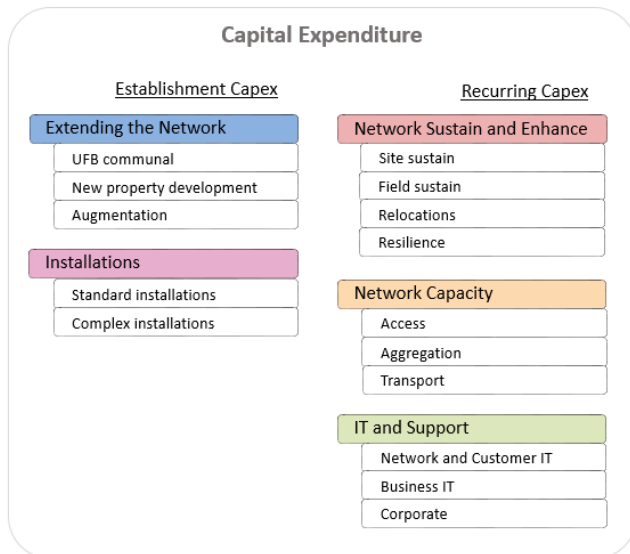 Capital Expenditure
Establishment Capex
Extending the Network
UFB communal
New property development
Augmentation
Installations
Standard installations
Complex installations
Recurring Capex
Network Sustain and Enhance
Site sustain
Field sustain
Relocations
Resilience
Network Capacity
Access
Aggregation
Transport
IT and Support
Network and Customer IT
Business IT
Corporate